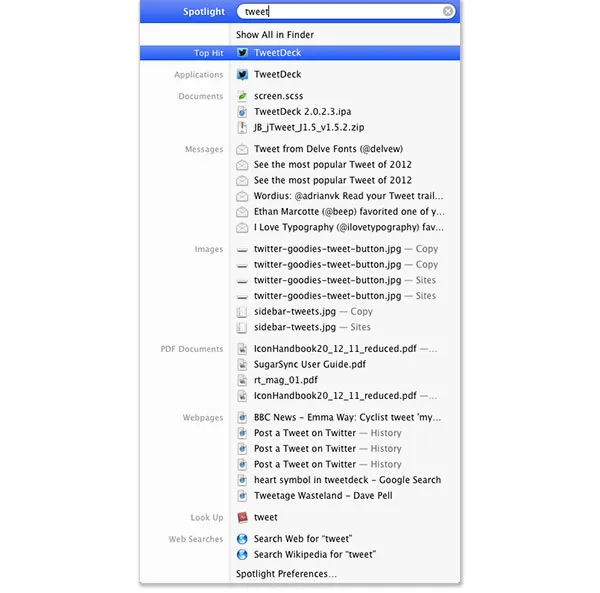 Spotlight tweet
Show All in Finder
Top Hit TweetDeck
Applications TweetDeck
Documents screen.scss
TweetDeck 2.0.2.3.ipa
JB_jTweet_J1.5_v1.5.2.zip
Messages Tweet from Delve Fonts (@delvew)
See the most popular Tweet of 2012
See the most popular Tweet of 2012
Wordius: @adrianvk Read your Tweet trail...
Ethan Marcotte (@beep) favorited one of y...
I Love Typography (@ilovetypography) fav...
Images twitter-goodies-tweet-button.jpg — Copy
twitter-goodies-tweet-button.jpg — Copy
twitter-goodies-tweet-button.jpg — Sites
twitter-goodies-tweet-button.jpg — Sites
sidebar-tweets.jpg — Copy
sidebar-tweets.jpg — Sites
PDF Documents IconHandbook20_12_11_reduced.pdf —...
SugarSync User Guide.pdf
rt_mag_01.pdf
IconHandbook20_12_11_reduced.pdf —...
Webpages BBC News - Emma Way: Cyclist tweet 'my...
Post a Tweet on Twitter — History
Post a Tweet on Twitter — History
Post a Tweet on Twitter — History
heart symbol in tweetdeck - Google Search
Tweetage Wasteland - Dave Pell
Look Up tweet
Web Searches Search Web for “tweet”
Search Wikipedia for “tweet”
Spotlight Preferences...